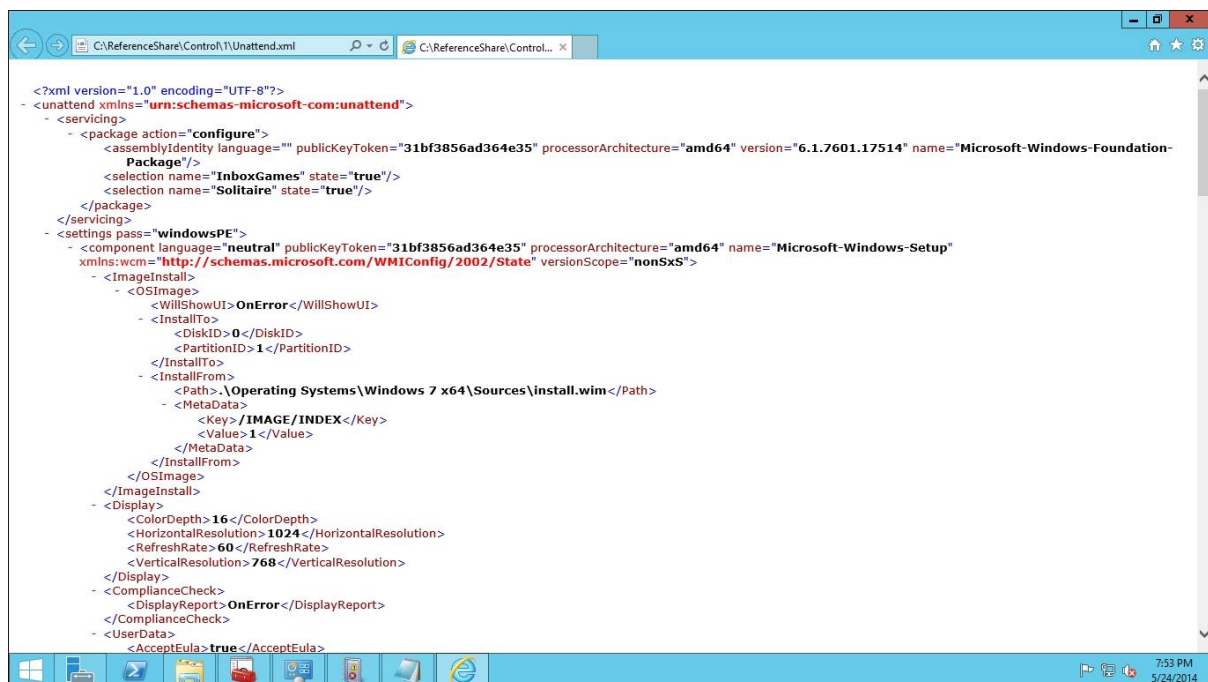 C:\ReferenceShare\Control\1\Unattend.xml
C:\ReferenceShare\Control...
<?xml version="1.0" encoding="UTF-8"?>
- <unattend xmlns="urn:schemas-microsoft-com:unattend">
- <servicing>
- <package action="configure">
<assemblyIdentity language="" publicKeyToken="31bf3856ad364e35" processorArchitecture="amd64" version="6.1.7601.17514" name="Microsoft-Windows-Foundation-
Package"/>
<selection name="InboxGames" state="true"/>
<selection name="Solitaire" state="true"/>
</package>
</servicing>
- <settings pass="windowsPE">
- <component language="neutral" publicKeyToken="31bf3856ad364e35" processorArchitecture="amd64" name="Microsoft-Windows-Setup"
xmlns:wcm="http://schemas.microsoft.com/WMIConfig/2002/State" versionScope="nonSxS">
- <ImageInstall>
- <OSImage>
<WillShowUI>OnError</WillShowUI>
- <InstallTo>
<DiskID>0</DiskID>
<PartitionID>1</PartitionID>
</InstallTo>
- <InstallFrom>
<Path>.\Operating Systems\Windows 7 x64\Sources\install.wim</Path>
- <MetaData>
<Key>/IMAGE/INDEX</Key>
<Value>1</Value>
</MetaData>
</InstallFrom>
</OSImage>
</ImageInstall>
- <Display>
<ColorDepth>16</ColorDepth>
<HorizontalResolution>1024</HorizontalResolution>
<RefreshRate>60</RefreshRate>
<VerticalResolution>768</VerticalResolution>
</Display>
- <ComplianceCheck>
<DisplayReport>OnError</DisplayReport>
</ComplianceCheck>
- <UserData>
<AcceptEula>true</AcceptEula>
7:53 PM
5/24/2014